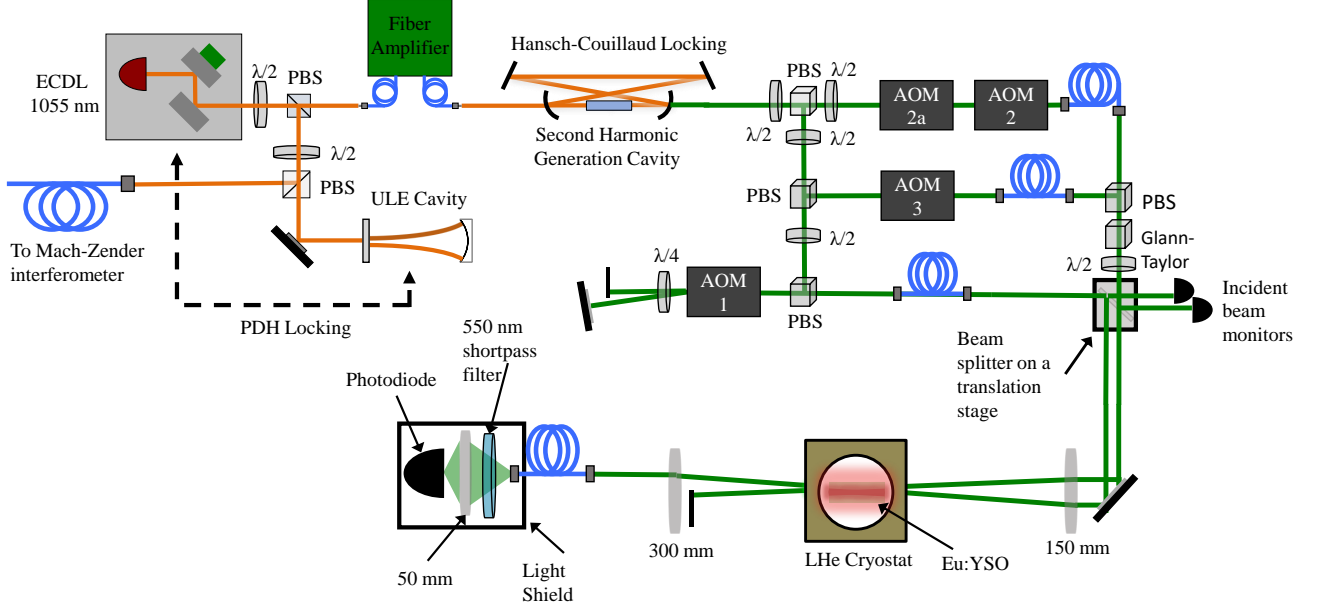 Fiber
Amplifier
Hansch-Couillaud Locking
ECDL
1055 nm
λ/2
PBS
PBS
λ/2
AOM
2a
AOM
2
λ/2
λ/2
Second Harmonic
Generation Cavity
λ/2
PBS
ULE Cavity
PBS
AOM
3
PBS
To Mach-Zender
interferometer
λ/2
Glann-
Taylor
λ/4
λ/2
AOM
1
PBS
Incident
beam
monitors
PDH Locking
550 nm
shortpass
filter
Beam
splitter on a
translation
stage
Photodiode
50 mm
Light
Shield
300 mm
LHe Cryostat
Eu:YSO
150 mm